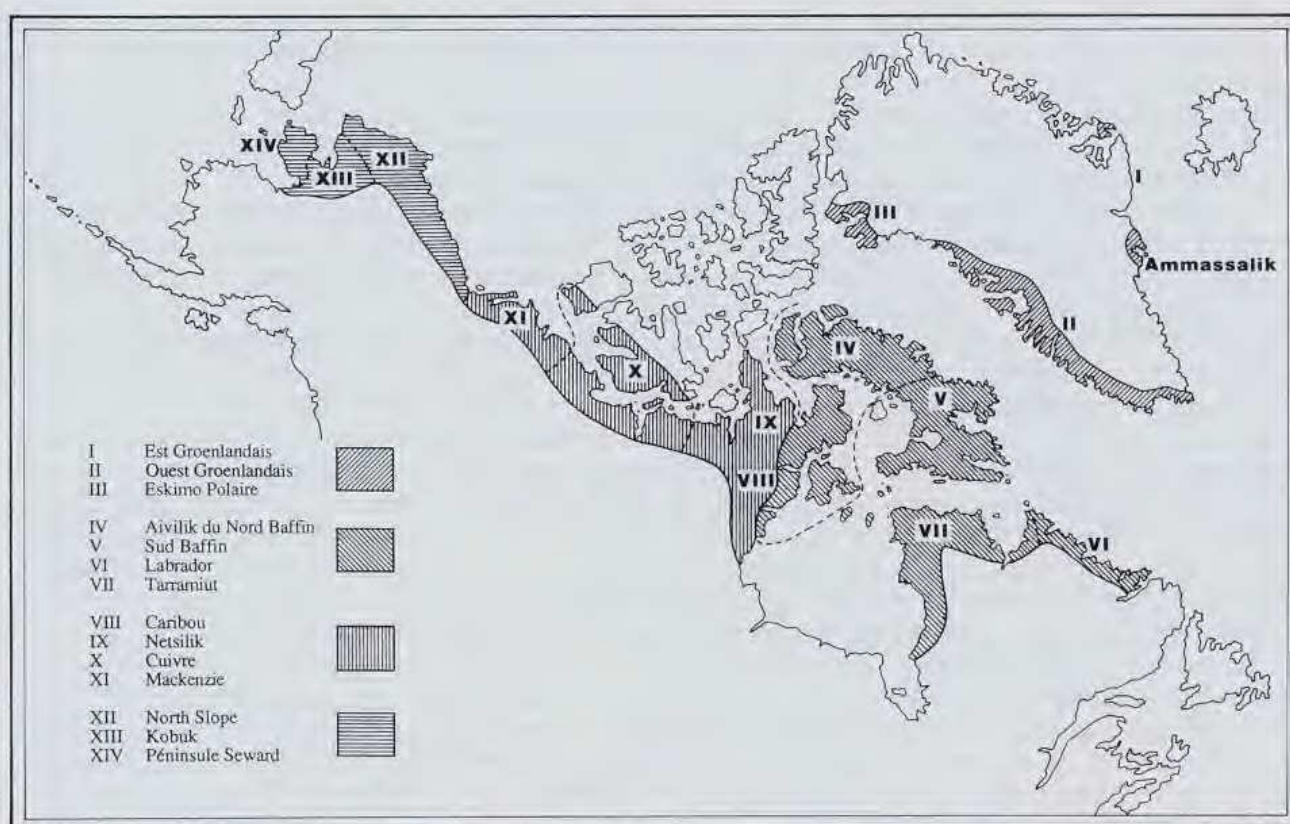 XIV
XII
XIII
I
III
Ammassalik
II
XI
IV
X
V
IX
VIII
VII
VI
I Est Groenlandais
II Ouest Groenlandais
III Eskimo Polaire
IV Aivilik du Nord Baffin
V Sud Baffin
VI Labrador
VII Tarramiut
VIII Caribou
IX Netsilik
X Cuivre
XI Mackenzie
XII North Slope
XIII Kobuk
XIV Péninsule Seward